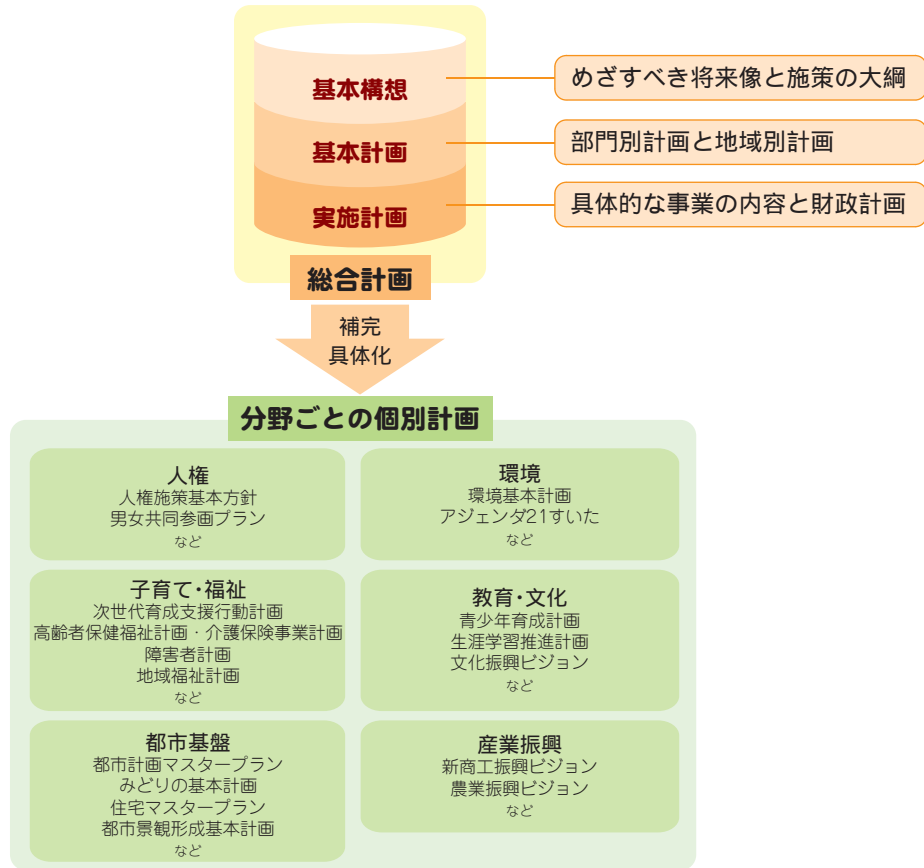 基本構想
めざすべき将来像と施策の大綱
基本計画
部門別計画と地域別計画
実施計画
具体的な事業の内容と財政計画
総合計画
補完
具体化
分野ごとの個別計画
人権
人権施策基本方針
男女共同参画プラン
など
環境
環境基本計画
アジェンダ21すいた
など
子育て・福祉
次世代育成支援行動計画
高齢者保健福祉計画・介護保険事業計画
障害者計画
地域福祉計画
など
教育・文化
青少年育成計画
生涯学習推進計画
文化振興ビジョン
など
都市基盤
都市計画マスタープラン
みどりの基本計画
住宅マスタープラン
都市景観形成基本計画
など
産業振興
新商工振興ビジョン
農業振興ビジョン
など